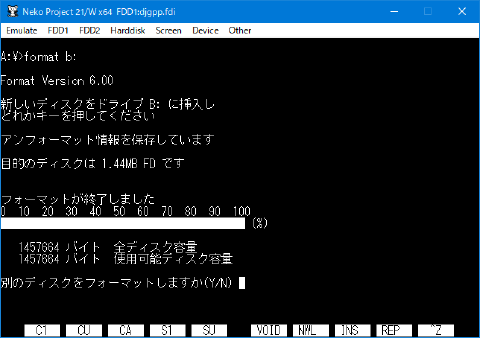 Neko Project 21/W x64  FDD1:djgpp.fdi
Emulate FDD1 FDD2 Harddisk Screen Device Other
A:¥>format b:
Format Version 6.00
新しいディスクをドライブ B: に挿入し
どれかキーを押してください
アンフォーマット情報を保存しています
目的のディスクは 1.44MB FD です
フォーマットが終了しました
0 10 20 30 40 50 60 70 80 90 100
(%)
1457664 バイト 全ディスク容量
1457664 バイト 使用可能ディスク容量
別のディスクをフォーマットしますか(Y/N)
C1 CU CA S1 SU VOID NWL INS REP ^Z